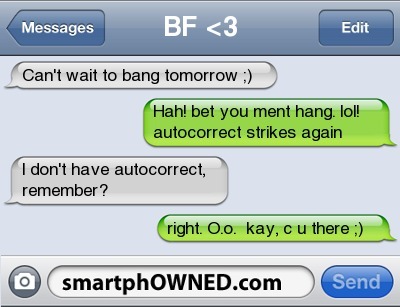 Messages
BF <3
Edit
Can't wait to bang tomorrow ;)
Hah! bet you ment hang. lol!
autocorrect strikes again
I don't have autocorrect,
remember?
right. O.o.  kay, c u there ;)
smartphOWNED.com
Send